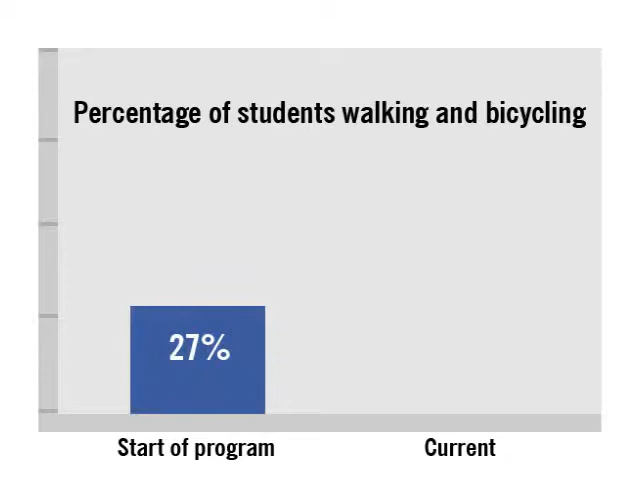 Percentage of students walking and bicycling
27%
Start of program
Current